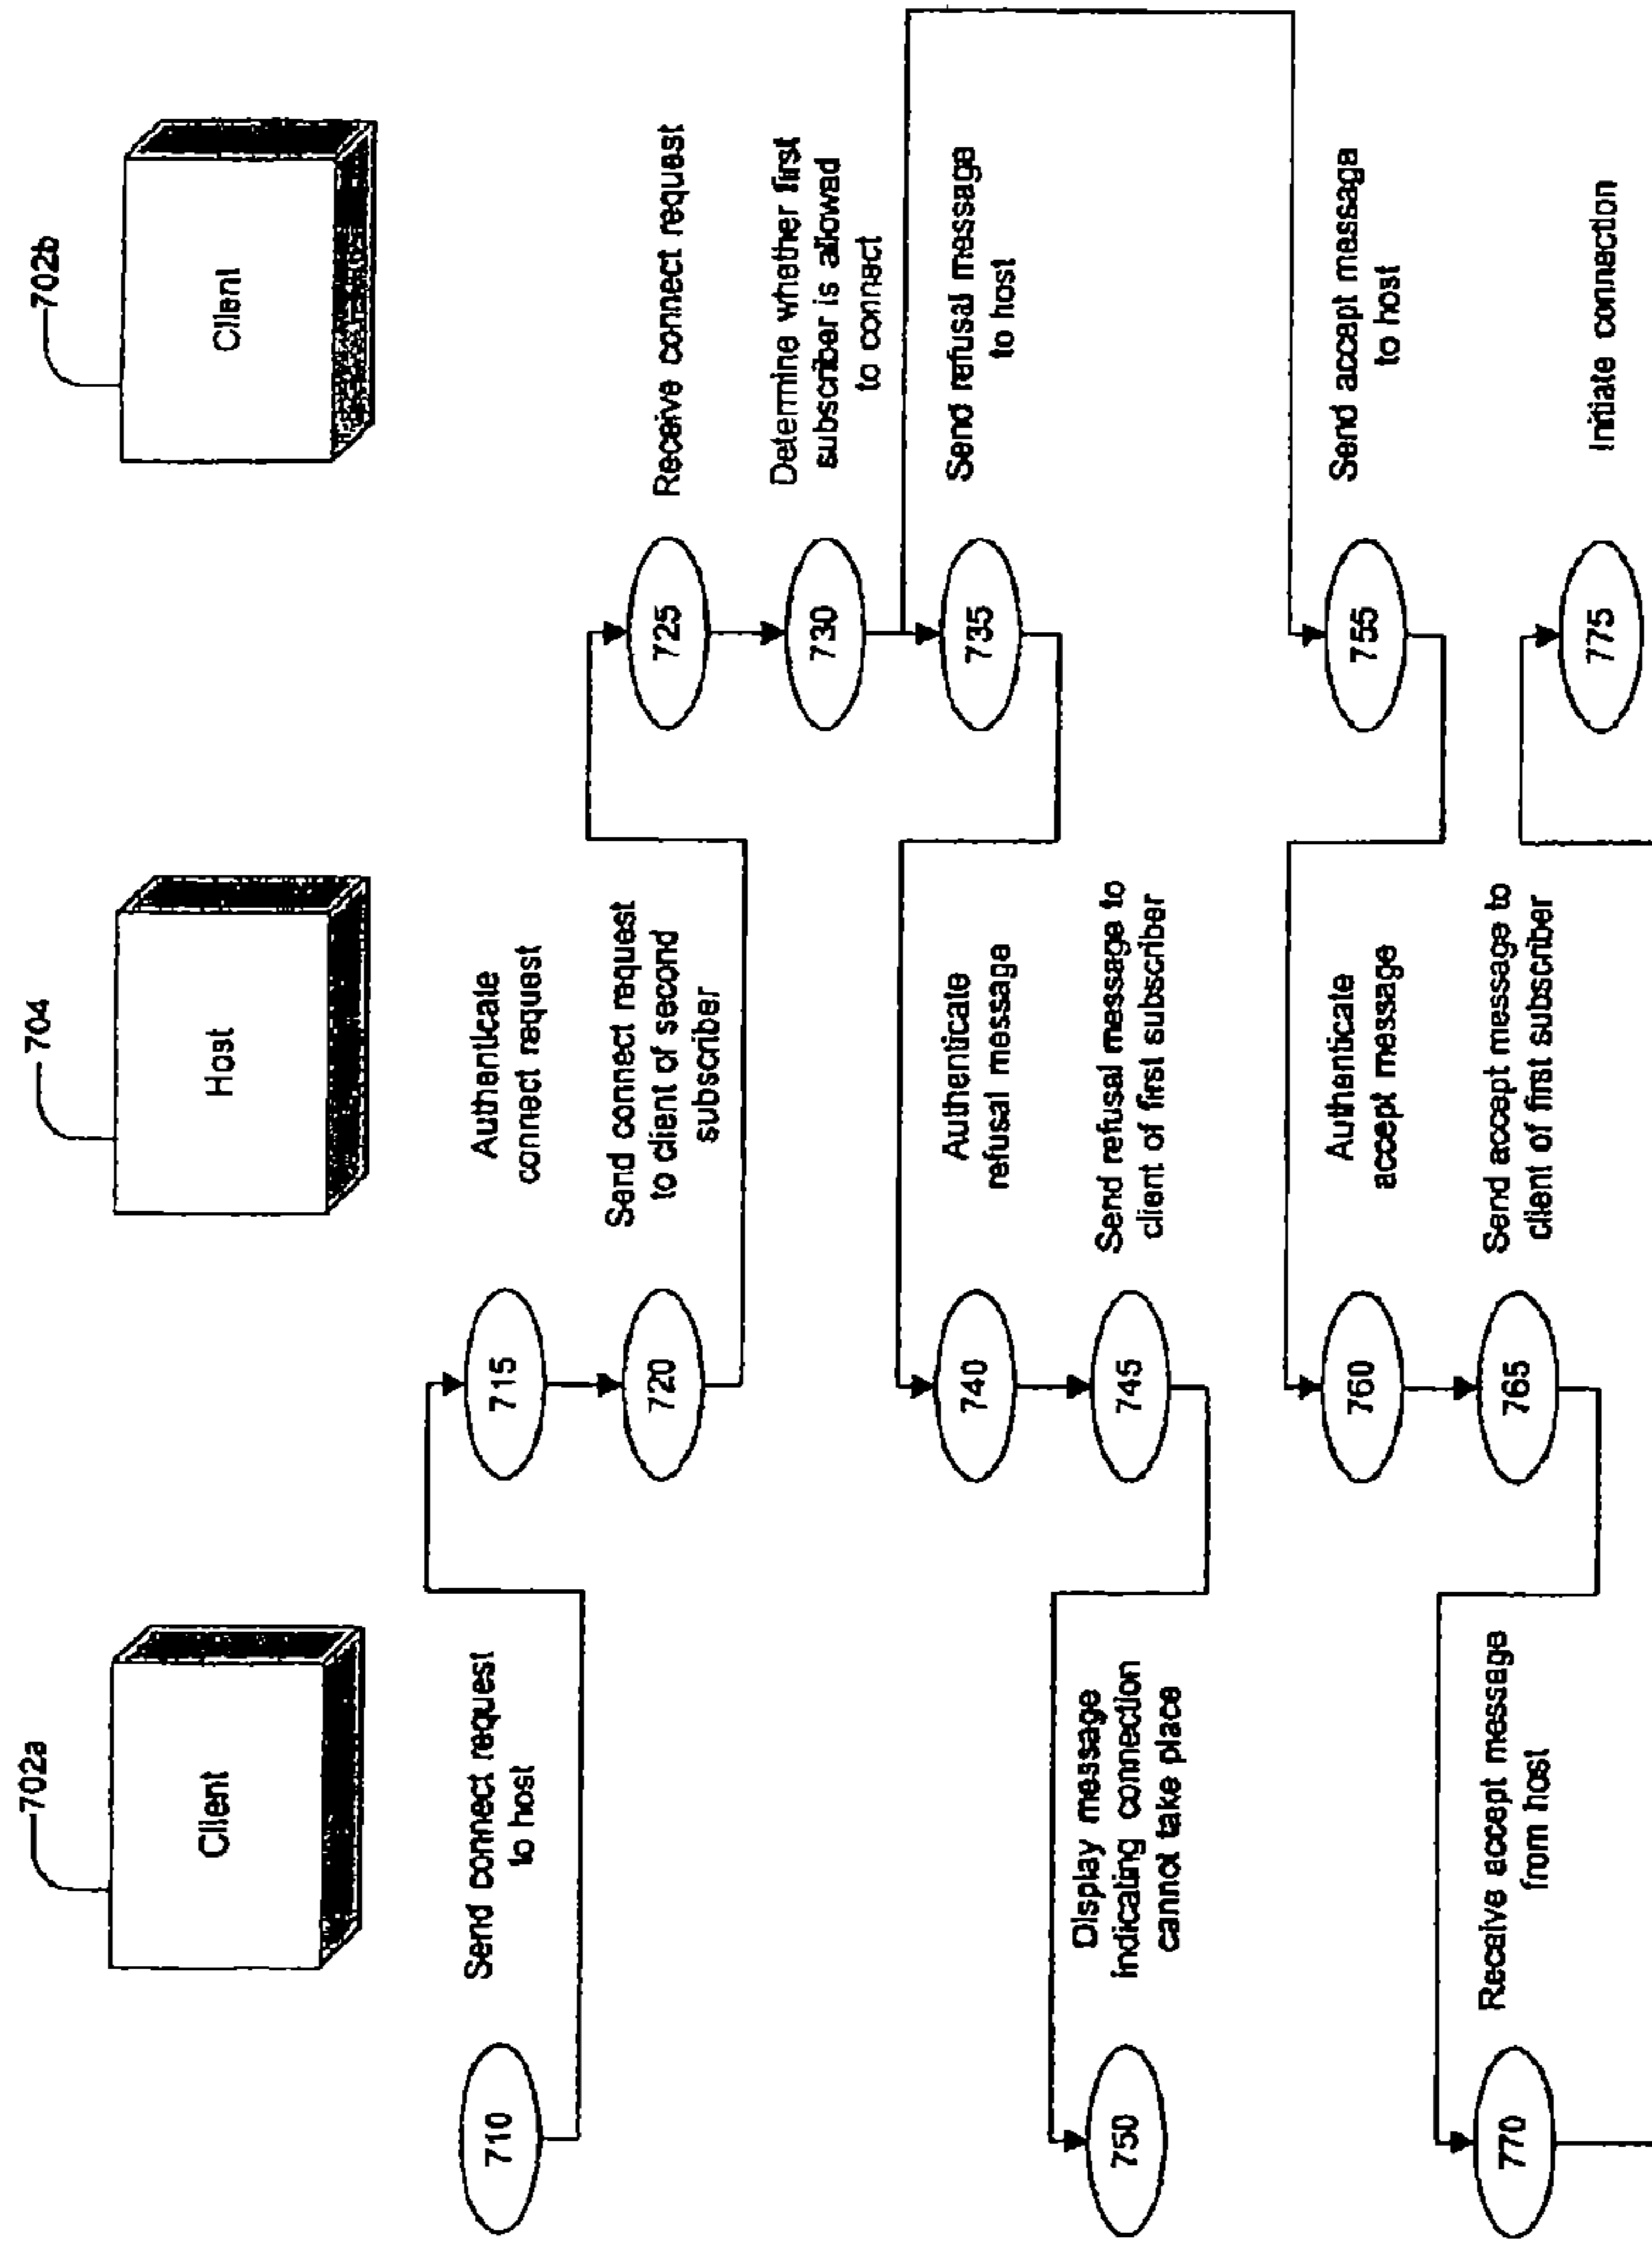 702a
Client
704
Host
702b
Client
710
Send connect request
to host
715
Authenticate
connect request
720
Send connect request
to client of second
subscriber
725
Receive connect request
730
Determine whether first
subscriber is allowed
to connect
735
Send refusal message
to host
740
Authenticate
refusal message
745
Send refusal message to
client of first subscriber
750
Display message
indicating connection
cannot take place
755
Send accept message
to host
760
Authenticate
accept message
765
Send accept message to
client of first subscriber
770
Receive accept message
from host
775
Initiate connection